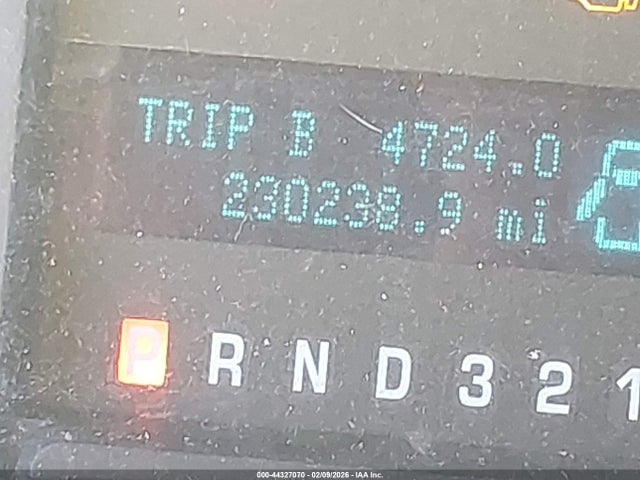 TRIP B 4724.0
230238.9 mi
P R N D 3 2 1
000-44327070 - 02/09/2026 - IAA Inc.